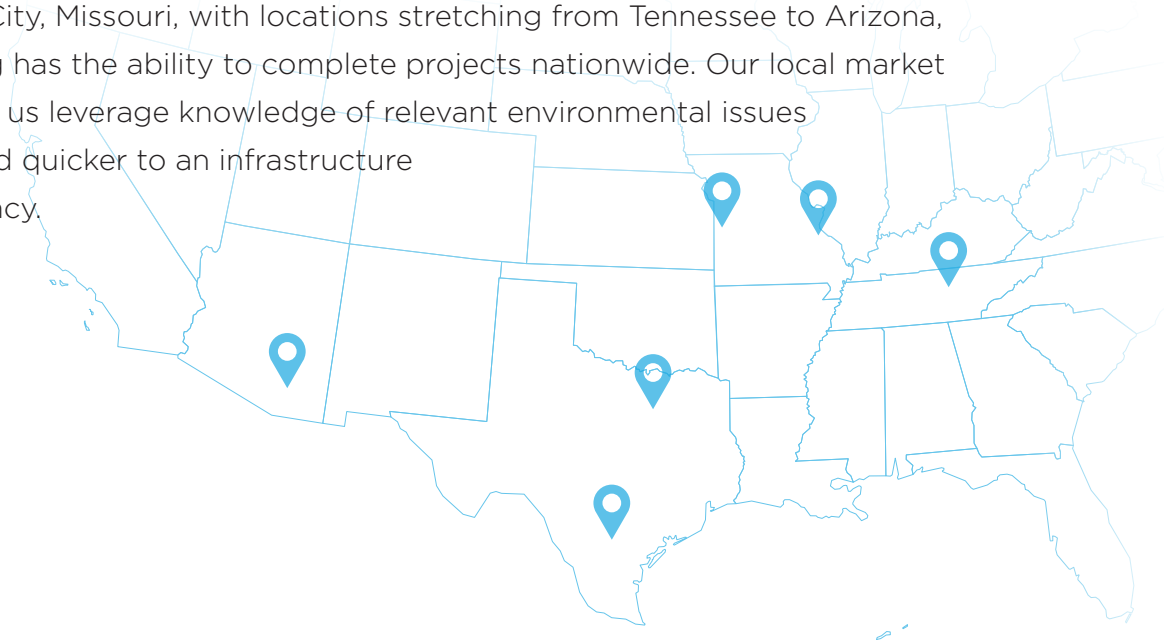 City, Missouri, with locations stretching from Tennessee to Arizona,
has the ability to complete projects nationwide. Our local market
us leverage knowledge of relevant environmental issues
quicker to an infrastructure